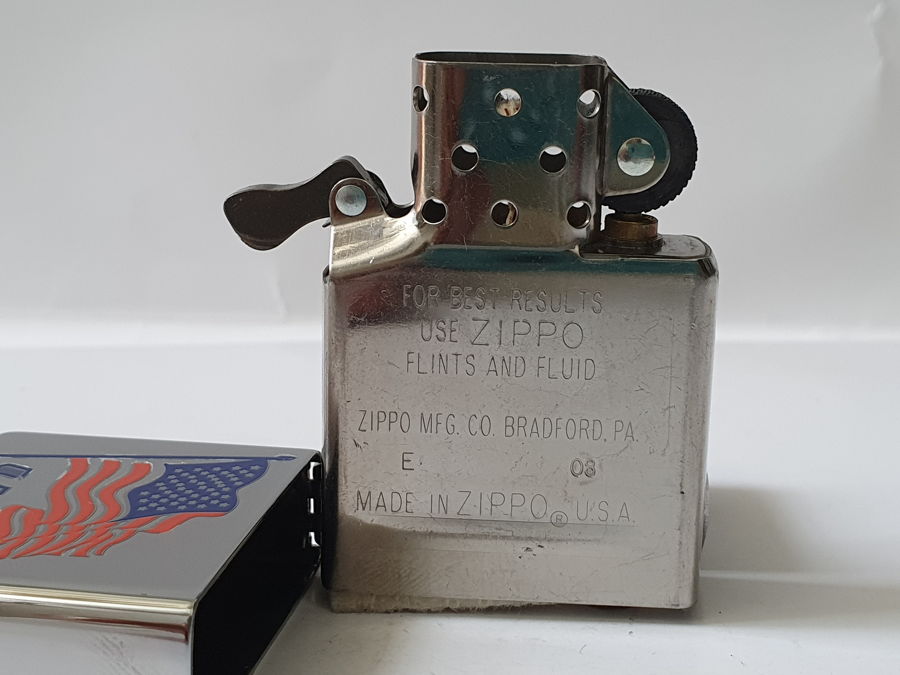 FOR BEST RESULTS
USE ZIPPO
FLINTS AND FLUID
ZIPPO MFG. CO. BRADFORD, PA.
E 08
MADE IN ZIPPO® U.S.A.